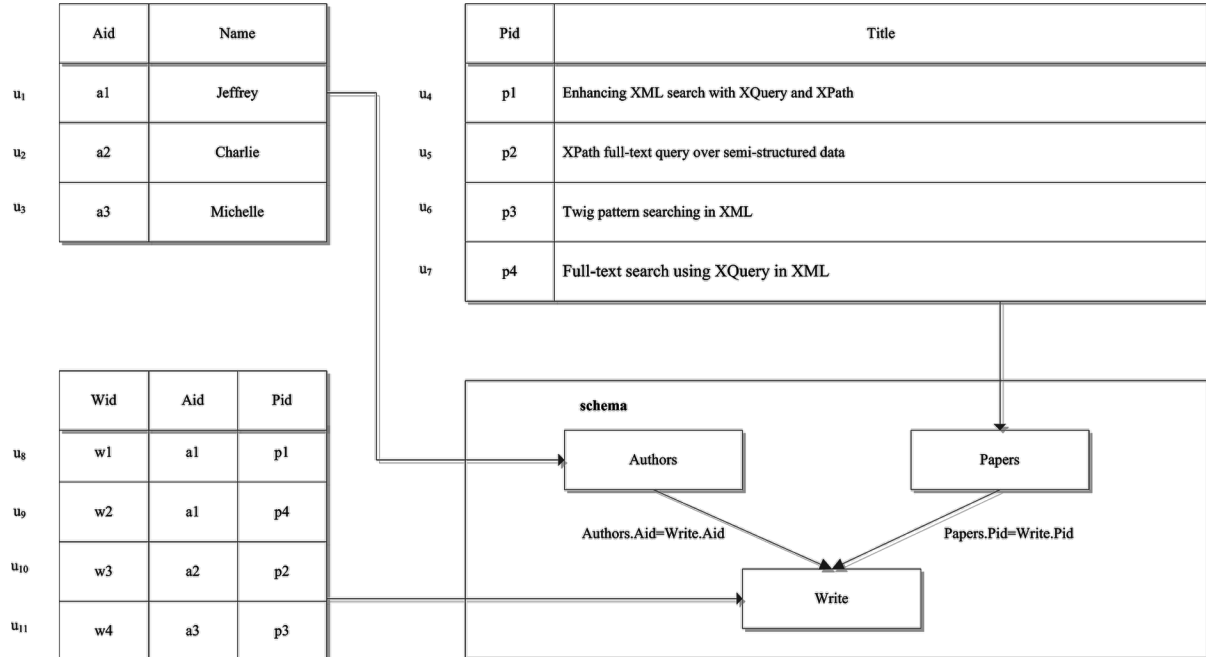 Aid Name
u1 a1 Jeffrey
u2 a2 Charlie
u3 a3 Michelle
Pid Title
u4 p1 Enhancing XML search with XQuery and XPath
u5 p2 XPath full-text query over semi-structured data
u6 p3 Twig pattern searching in XML
u7 p4 Full-text search using XQuery in XML
Wid Aid Pid
u8 w1 a1 p1
u9 w2 a1 p4
u10 w3 a2 p2
u11 w4 a3 p3
schema
Authors Papers
Authors.Aid=Write.Aid Papers.Pid=Write.Pid
Write